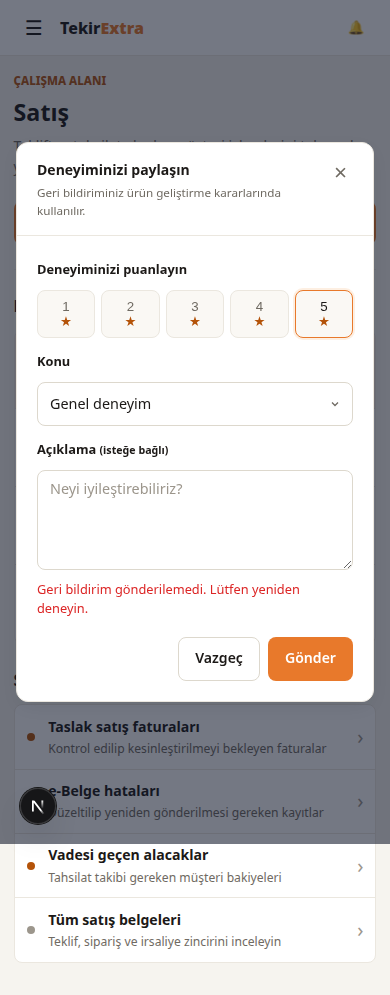 ☰ TekirExtra
ÇALIŞMA ALANI
Satış
Deneyiminizi paylaşın
×
Geri bildiriminiz ürün geliştirme kararlarında
kullanılır.
Deneyiminizi puanlayın
1 2 3 4 5
★ ★ ★ ★ ★
Konu
Genel deneyim
Açıklama (isteğe bağlı)
Neyi iyileştirebiliriz?
Geri bildirim gönderilemedi. Lütfen yeniden
deneyin.
Vazgeç Gönder
Taslak satış faturaları
Kontrol edilip kesinleştirilmeyi bekleyen faturalar
e-Belge hataları
Düzeltilip yeniden gönderilmesi gereken kayıtlar
N
Vadesi geçen alacaklar
Tahsilat takibi gereken müşteri bakiyeleri
Tüm satış belgeleri
Teklif, sipariş ve irsaliye zincirini inceleyin